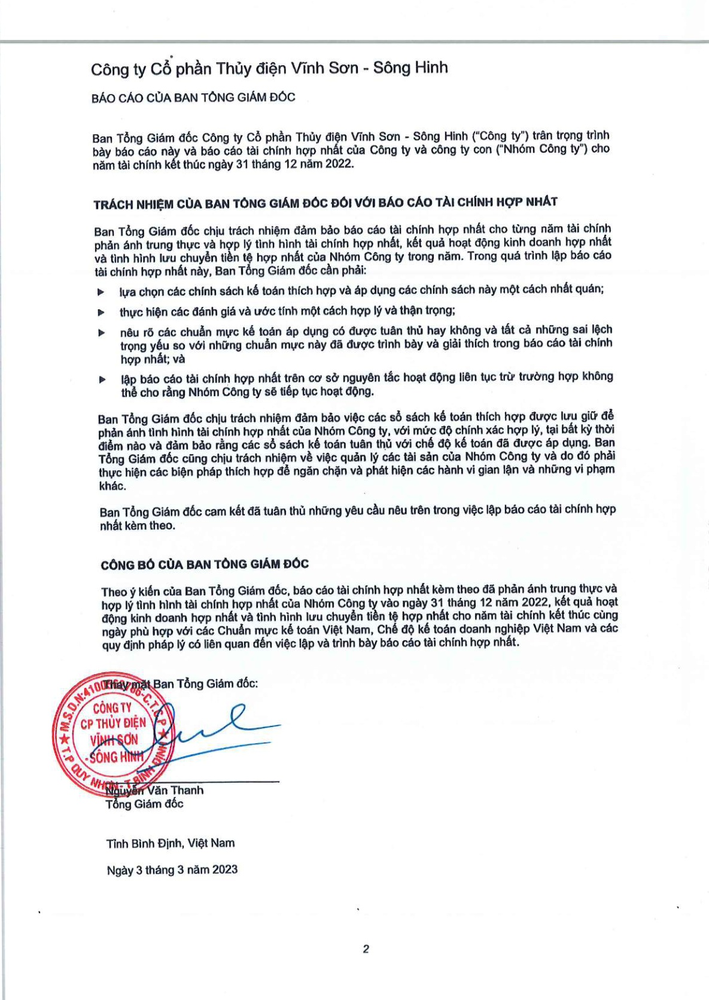 Công ty Cổ phần Thủy điện Vĩnh Sơn - Sông Hinh
BÁO CÁO CỦA BAN TỔNG GIÁM ĐỐC
Ban Tổng Giám đốc Công ty Cổ phần Thủy điện Vĩnh Sơn - Sông Hinh (“Công ty”) trân trọng trình
bày báo cáo này và báo cáo tài chính hợp nhất của Công ty và công ty con (“Nhóm Công ty”) cho
năm tài chính kết thúc ngày 31 tháng 12 năm 2022.
TRÁCH NHIỆM CỦA BAN TỔNG GIÁM ĐỐC ĐỐI VỚI BÁO CÁO TÀI CHÍNH HỢP NHẤT
Ban Tổng Giám đốc chịu trách nhiệm đảm bảo báo cáo tài chính hợp nhất cho từng năm tài chính
phản ánh trung thực và hợp lý tình hình tài chính hợp nhất, kết quả hoạt động kinh doanh hợp nhất
và tình hình lưu chuyển tiền tệ hợp nhất của Nhóm Công ty trong năm. Trong quá trình lập báo cáo
tài chính hợp nhất này, Ban Tổng Giám đốc cần phải:
▶ lựa chọn các chính sách kế toán thích hợp và áp dụng các chính sách này một cách nhất quán;
▶ thực hiện các đánh giá và ước tính một cách hợp lý và thận trọng;
▶ nêu rõ các chuẩn mực kế toán áp dụng có được tuân thủ hay không và tất cả những sai lệch
trọng yếu so với những chuẩn mực này đã được trình bày và giải thích trong báo cáo tài chính
hợp nhất; và
▶ lập báo cáo tài chính hợp nhất trên cơ sở nguyên tắc hoạt động liên tục trừ trường hợp không
thể cho rằng Nhóm Công ty sẽ tiếp tục hoạt động.
Ban Tổng Giám đốc chịu trách nhiệm đảm bảo việc các sổ sách kế toán thích hợp được lưu giữ để
phản ánh tình hình tài chính hợp nhất của Nhóm Công ty, với mức độ chính xác hợp lý, tại bất kỳ thời
điểm nào và đảm bảo rằng các sổ sách kế toán tuân thủ với chế độ kế toán đã được áp dụng. Ban
Tổng Giám đốc cũng chịu trách nhiệm về việc quản lý các tài sản của Nhóm Công ty và do đó phải
thực hiện các biện pháp thích hợp để ngăn chặn và phát hiện các hành vi gian lận và những vi phạm
khác.
Ban Tổng Giám đốc cam kết đã tuân thủ những yêu cầu nêu trên trong việc lập báo cáo tài chính hợp
nhất kèm theo.
CÔNG BỐ CỦA BAN TỔNG GIÁM ĐỐC
Theo ý kiến của Ban Tổng Giám đốc, báo cáo tài chính hợp nhất kèm theo đã phản ánh trung thực và
hợp lý tình hình tài chính hợp nhất của Nhóm Công ty vào ngày 31 tháng 12 năm 2022, kết quả hoạt
động kinh doanh hợp nhất và tình hình lưu chuyển tiền tệ hợp nhất cho năm tài chính kết thúc cùng
ngày phù hợp với các Chuẩn mực kế toán Việt Nam, Chế độ kế toán doanh nghiệp Việt Nam và các
quy định pháp lý có liên quan đến việc lập và trình bày báo cáo tài chính hợp nhất.
Thay mặt Ban Tổng Giám đốc:
CÔNG TY
CP THỦY ĐIỆN
VĨNH SƠN
- SÔNG HINH
T.P QUY NHƠN - T.BÌNH ĐỊNH
Nguyễn Văn Thanh
Tổng Giám đốc
Tỉnh Bình Định, Việt Nam
Ngày 3 tháng 3 năm 2023
2